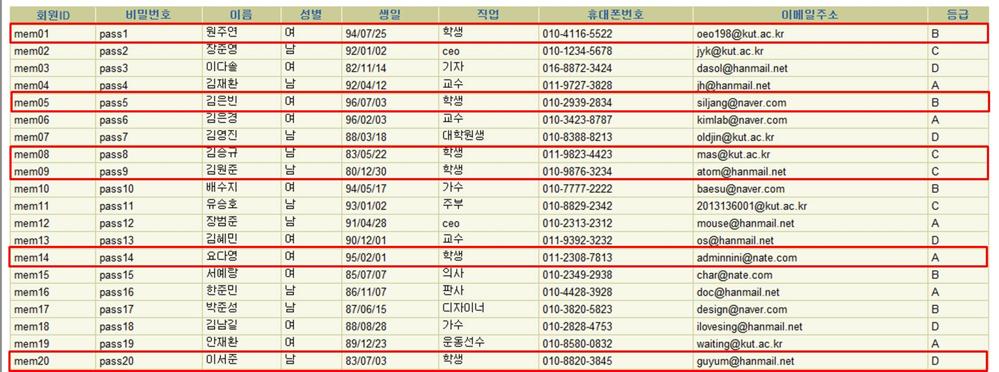 회원ID 비밀번호 이름 성별 생일 직업 휴대폰번호 이메일주소 등급
mem01 pass1 원주연 여 94/07/25 학생 010-4116-5522 oeo198@kut.ac.kr B
mem02 pass2 장준영 남 92/01/02 ceo 010-1234-5678 jyk@kut.ac.kr C
mem03 pass3 이다솔 여 82/11/14 기자 016-8872-3424 dasol@hanmail.net D
mem04 pass4 김재환 남 92/04/12 교수 011-9727-3828 jh@hanmail.net A
mem05 pass5 김은빈 여 96/07/03 학생 010-2939-2834 siljang@naver.com B
mem06 pass6 김은경 여 96/02/03 교수 010-3423-8787 kimlab@naver.com A
mem07 pass7 김영진 남 88/03/18 대학원생 010-8388-8213 oldjin@kut.ac.kr D
mem08 pass8 김승규 남 83/05/22 학생 011-9823-4423 mas@kut.ac.kr C
mem09 pass9 김원준 남 80/12/30 학생 010-9876-3234 atom@hanmail.net C
mem10 pass10 배수지 여 94/05/17 가수 010-7777-2222 baesu@naver.com B
mem11 pass11 유승호 남 93/01/02 주부 010-8829-2342 2013136001@kut.ac.kr C
mem12 pass12 장범준 남 91/04/28 ceo 010-2313-2312 mouse@hanmail.net A
mem13 pass13 김혜민 여 90/12/01 교수 011-9392-3232 os@hanmail.net D
mem14 pass14 요다영 여 95/02/01 학생 011-2308-7813 adminnini@nate.com A
mem15 pass15 서예랑 여 85/07/07 의사 010-2349-2938 char@nate.com B
mem16 pass16 한준민 남 86/11/07 판사 010-4428-3928 doc@hanmail.net A
mem17 pass17 박준성 남 87/06/15 디자이너 010-3820-5823 design@naver.com B
mem18 pass18 김남길 여 88/08/28 가수 010-2828-4753 ilovesing@hanmail.net D
mem19 pass19 안재환 여 89/12/23 운동선수 010-8580-0832 waiting@kut.ac.kr A
mem20 pass20 이서준 남 83/07/03 학생 010-8820-3845 guyum@hanmail.net D